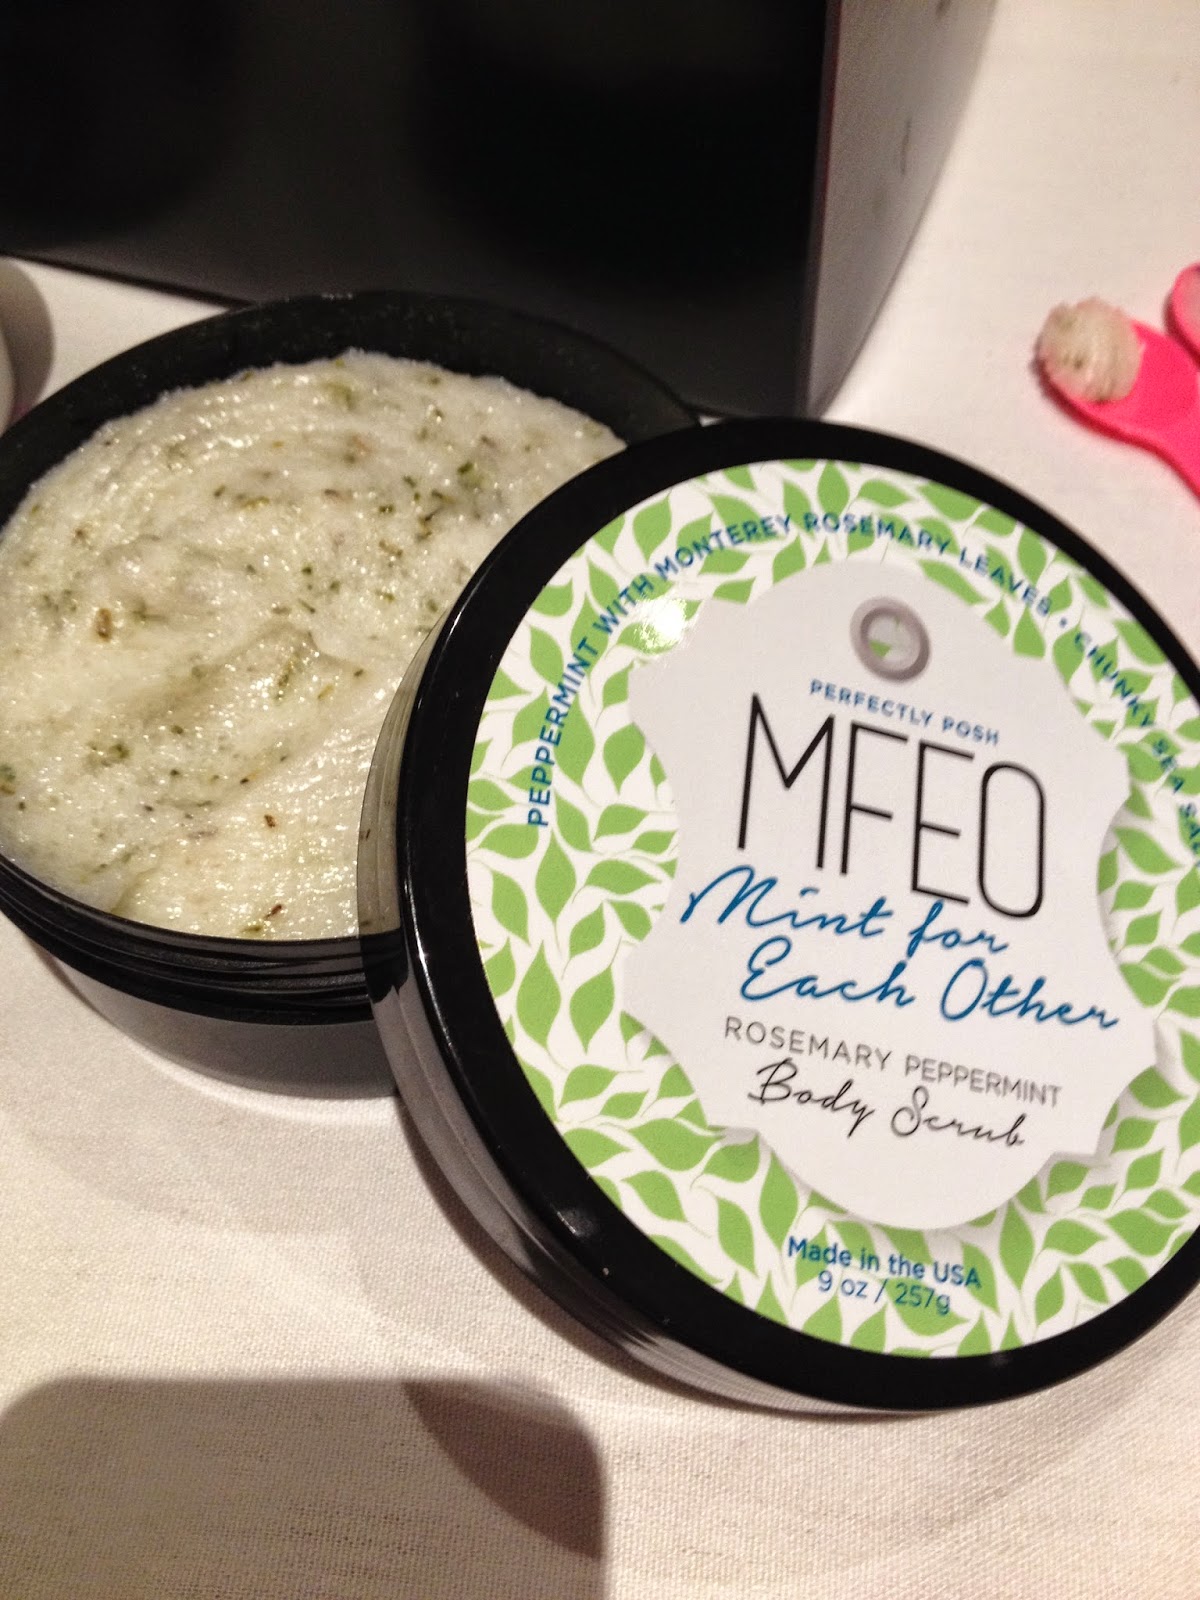 PEPPERMINT WITH MONTEREY ROSEMARY LEAVES • CHUNKY SEA
PERFECTLY POSH
MFEO
Mint for
Each Other
ROSEMARY PEPPERMINT
Body Scrub
Made in the USA
9 oz / 257g